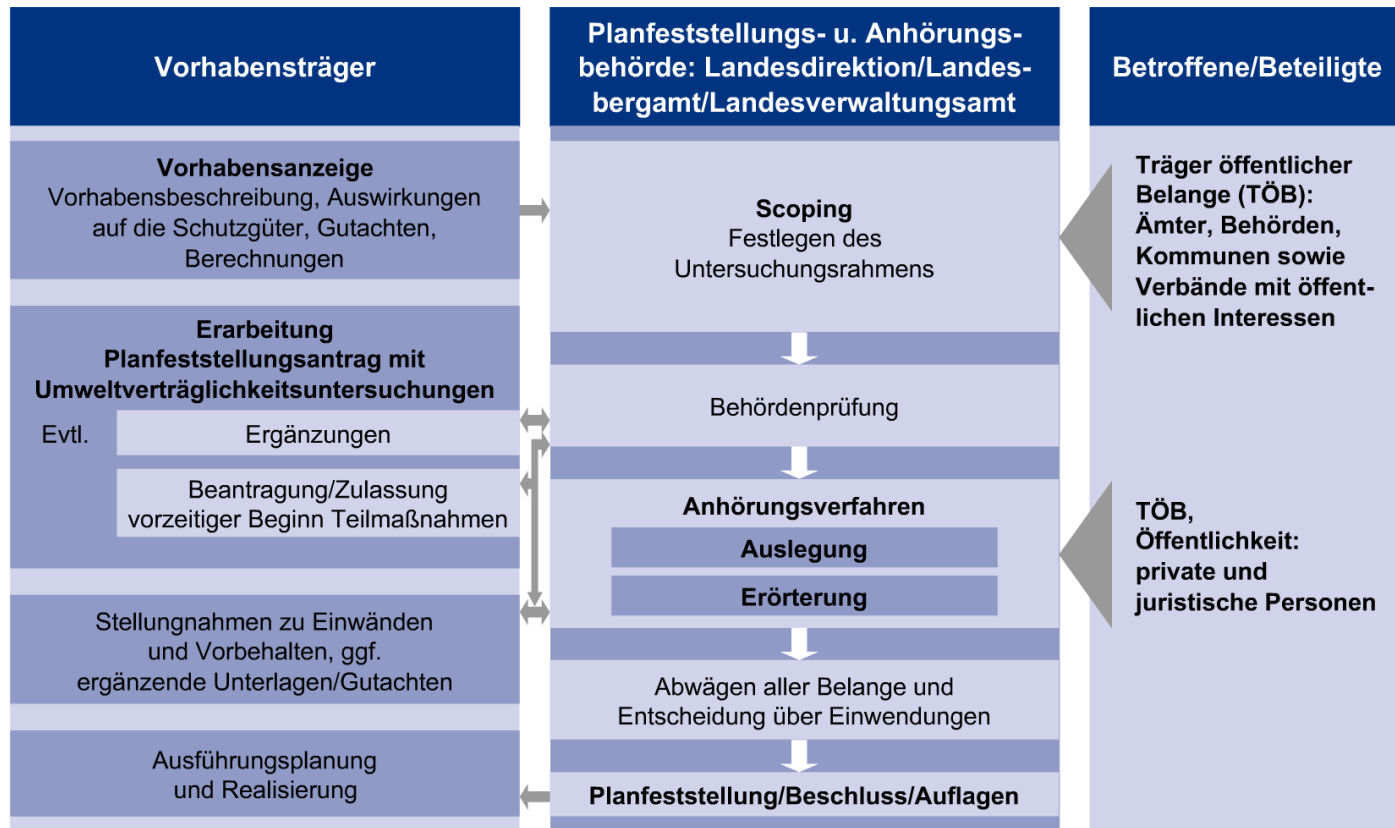 Vorhabensträger
Planfeststellungs- u. Anhörungs-
behörde: Landesdirektion/Landes-
bergamt/Landesverwaltungsamt
Betroffene/Beteiligte
Vorhabensanzeige
Vorhabensbeschreibung, Auswirkungen
auf die Schutzgüter, Gutachten,
Berechnungen
Erarbeitung
Planfeststellungsantrag mit
Umweltverträglichkeitsuntersuchungen
Evtl.
Ergänzungen
Beantragung/Zulassung
vorzeitiger Beginn Teilmaßnahmen
Stellungnahmen zu Einwänden
und Vorbehalten, ggf.
ergänzende Unterlagen/Gutachten
Ausführungsplanung
und Realisierung
Scoping
Festlegen des
Untersuchungsrahmens
Behördenprüfung
Anhörungsverfahren
Auslegung
Erörterung
Abwägen aller Belange und
Entscheidung über Einwendungen
Planfeststellung/Beschluss/Auflagen
Träger öffentlicher
Belange (TÖB):
Ämter, Behörden,
Kommunen sowie
Verbände mit öffent-
lichen Interessen
TÖB,
Öffentlichkeit:
private und
juristische Personen